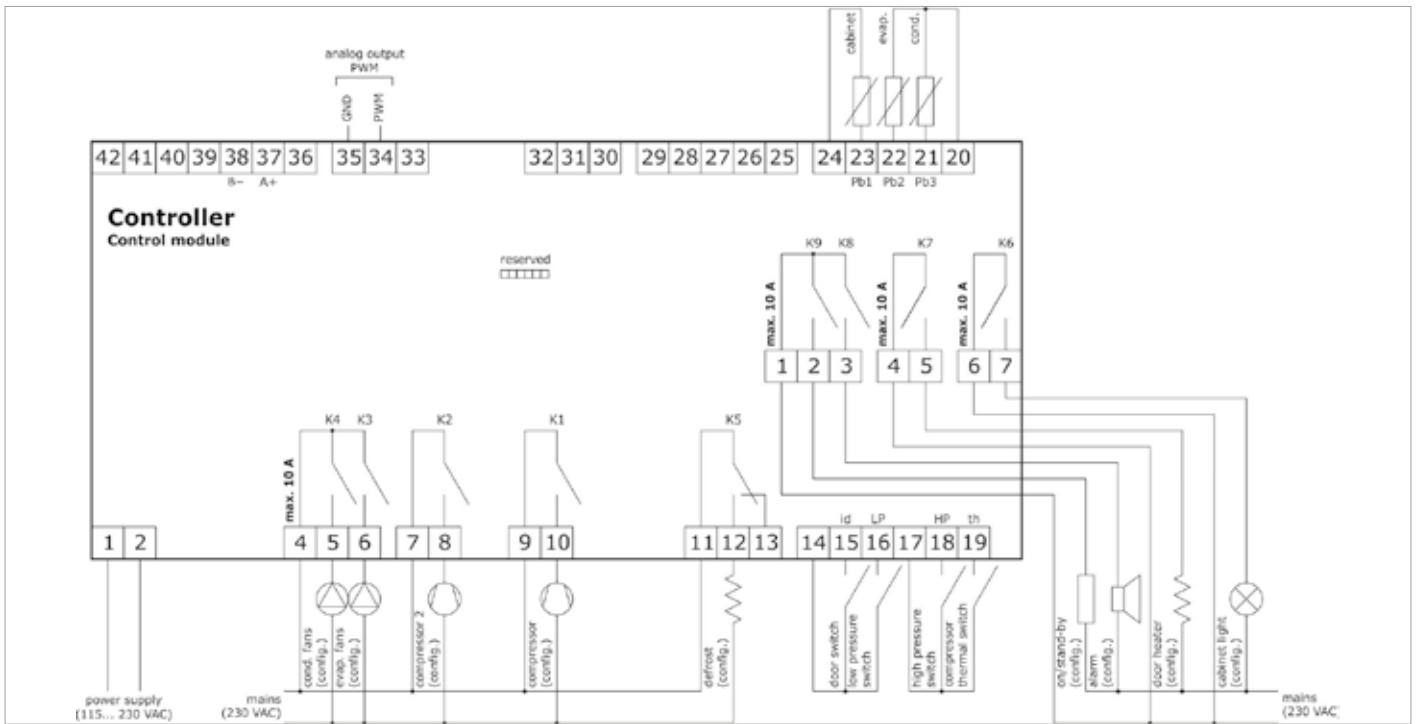 cabinet
evap.
cond.
analog output
PWM
GND
PWM
42 41 40 39 38 37 36 35 34 33 32 31 30 29 28 27 26 25 24 23 22 21 20
B− A+ Pb1 Pb2 Pb3
Controller
Control module
reserved
K9 K8 K7 K6
max. 10 A
max. 10 A
max. 10 A
1 2 3 4 5 6 7
K4 K3 K2 K1 K5
max. 10 A
id LP HP th
1 2 4 5 6 7 8 9 10 11 12 13 14 15 16 17 18 19
cond. fans
(config.)
evap. fans
(config.)
compressor 2
(config.)
compressor
(config.)
defrost
(config.)
door switch
low pressure
switch
high pressure
switch
compressor
thermal switch
on/stand-by
(config.)
alarm
(config.)
door heater
(config.)
cabinet light
(config.)
power supply
(115... 230 VAC)
mains
(230 VAC)
mains
(230 VAC)